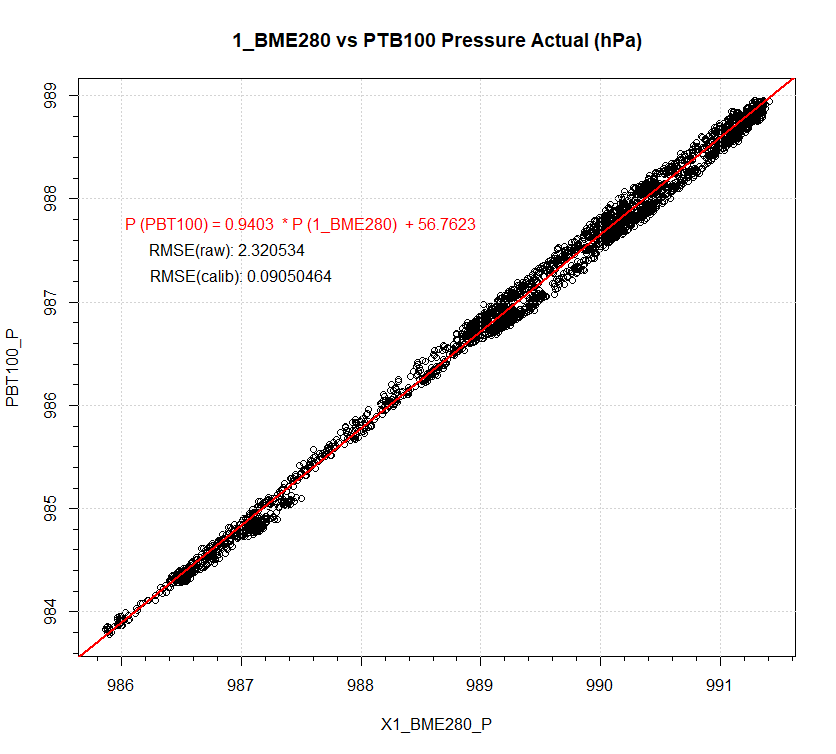 1_BME280 vs PTB100 Pressure Actual (hPa)
989
988
P (PBT100) = 0.9403 * P (1_BME280) + 56.7623
RMSE(raw): 2.320534
RMSE(calib): 0.09050464
987
PBT100_P
986
985
984
986 987 988 989 990 991
X1_BME280_P